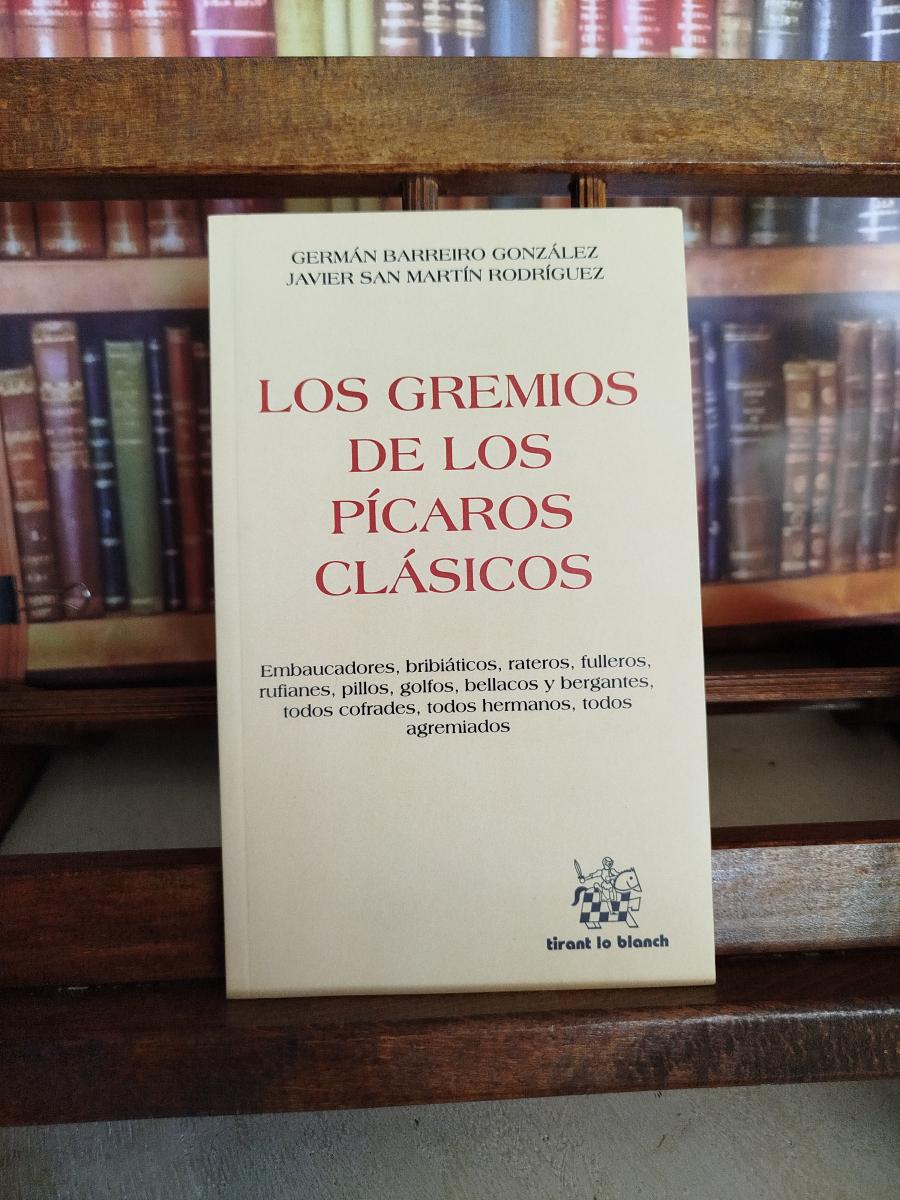 GERMÁN BARREIRO GONZÁLEZ
JAVIER SAN MARTÍN RODRÍGUEZ
LOS GREMIOS
DE LOS
PÍCAROS
CLÁSICOS
Embaucadores, bribiáticos, rateros, fulleros,
rufianes, pillos, golfos, bellacos y bergantes,
todos cofrades, todos hermanos, todos
agremiados
tirant lo blanch